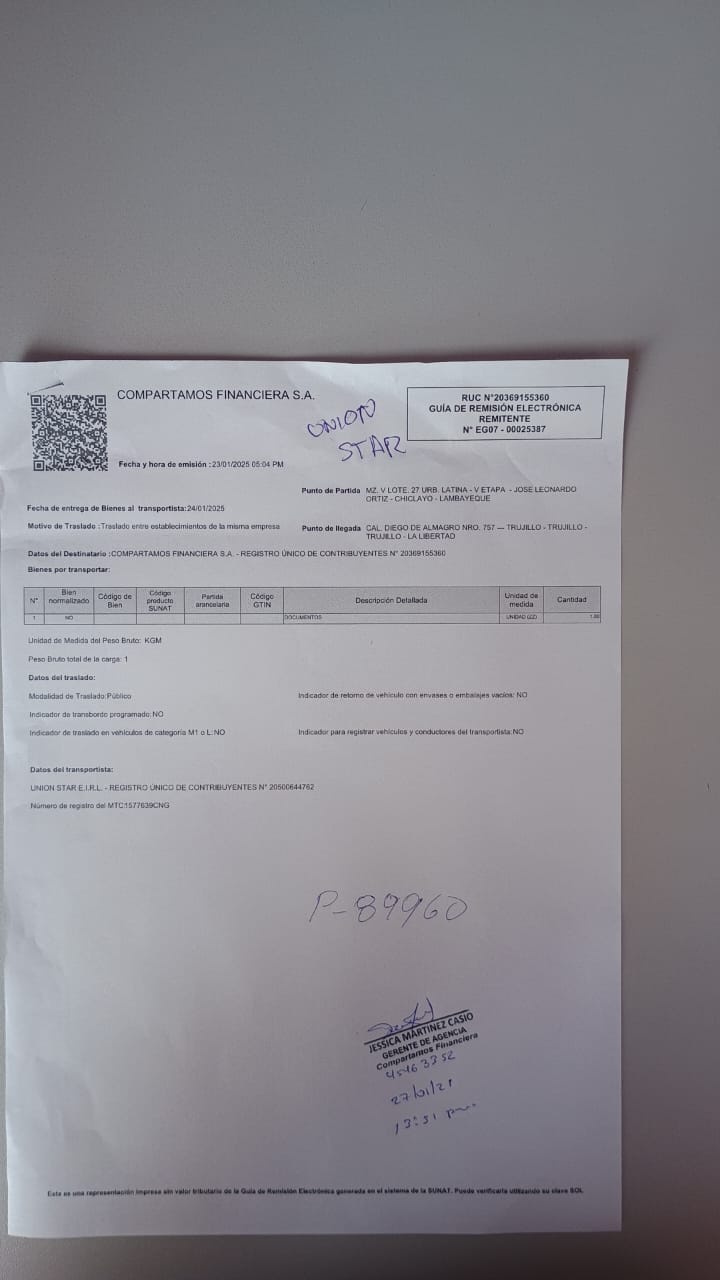 COMPARTAMOS FINANCIERA S.A.
UNION
STAR
RUC N°20369155360
GUÍA DE REMISIÓN ELECTRÓNICA
REMITENTE
N° EG07 - 00025387
Fecha y hora de emisión :23/01/2025 05:04 PM
Punto de Partida MZ. V LOTE. 27 URB. LATINA - V ETAPA - JOSE LEONARDO
ORTIZ - CHICLAYO - LAMBAYEQUE
Fecha de entrega de Bienes al transportista:24/01/2025
Motivo de Traslado :Traslado entre establecimientos de la misma empresa
Punto de llegada CAL. DIEGO DE ALMAGRO NRO. 757 — TRUJILLO - TRUJILLO -
TRUJILLO - LA LIBERTAD
Datos del Destinatario :COMPARTAMOS FINANCIERA S.A. - REGISTRO ÚNICO DE CONTRIBUYENTES N° 20369155360
Bienes por transportar:
N° Bien normalizado Código de Bien Código producto SUNAT Partida arancelaria Código GTIN Descripción Detallada Unidad de medida Cantidad
1 NO DOCUMENTOS UNIDAD 1.00
Unidad de Medida del Peso Bruto: KGM
Peso Bruto total de la carga: 1
Datos del traslado:
Modalidad de Traslado:Público
Indicador de retorno de vehículo con envases o embalajes vacíos: NO
Indicador de transbordo programado:NO
Indicador de traslado en vehículos de categoría M1 o L:NO
Indicador para registrar vehículos y conductores del transportista:NO
Datos del transportista:
UNION STAR E.I.R.L. - REGISTRO ÚNICO DE CONTRIBUYENTES N° 20500644762
Número de registro del MTC:1577639CNG
P-89960
JESSICA MARTINEZ CASIO
GERENTE DE AGENCIA
Compartamos Financiera
45463352
13:51 pm
Esta es una representación impresa sin valor tributario de la Guía de Remisión Electrónica generada en el sistema de la SUNAT. Puede verificarla utilizando su clave SOL